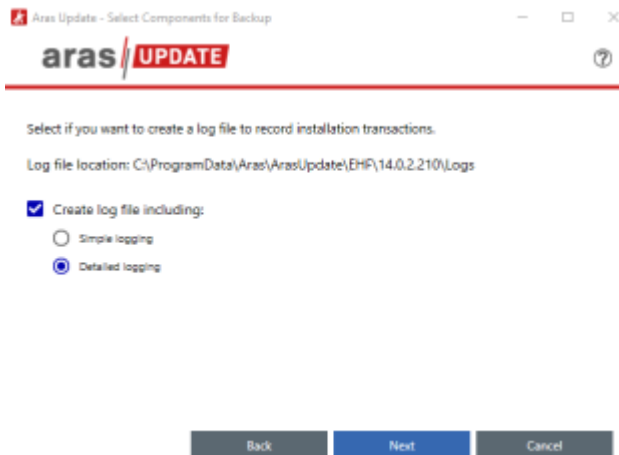 Aras Update - Select Components for Backup
aras UPDATE
?
Select if you want to create a log file to record installation transactions.
Log file location: C:\ProgramData\Aras\ArasUpdate\EHF\14.0.2.210\Logs
Create log file including:
Simple logging
Detailed logging
Back Next Cancel